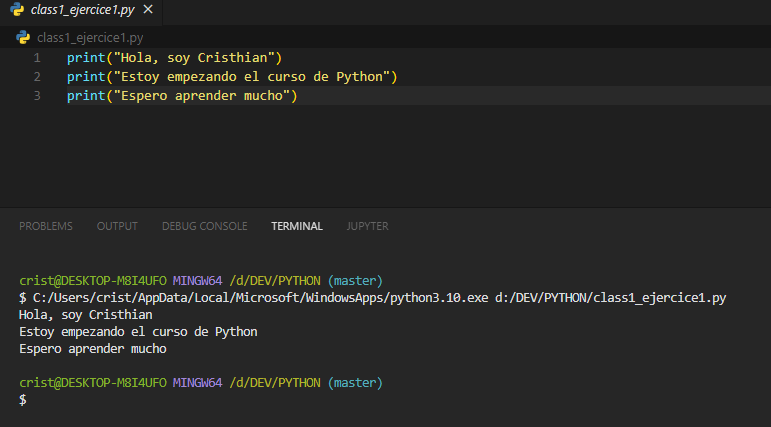 class1_ejercice1.py ×
class1_ejercice1.py
1 print("Hola, soy Cristhian")
2 print("Estoy empezando el curso de Python")
3 print("Espero aprender mucho")
PROBLEMS OUTPUT DEBUG CONSOLE TERMINAL JUPYTER
crist@DESKTOP-M8I4UFO MINGW64 /d/DEV/PYTHON (master)
$ C:/Users/crist/AppData/Local/Microsoft/WindowsApps/python3.10.exe d:/DEV/PYTHON/class1_ejercice1.py
Hola, soy Cristhian
Estoy empezando el curso de Python
Espero aprender mucho
crist@DESKTOP-M8I4UFO MINGW64 /d/DEV/PYTHON (master)
$